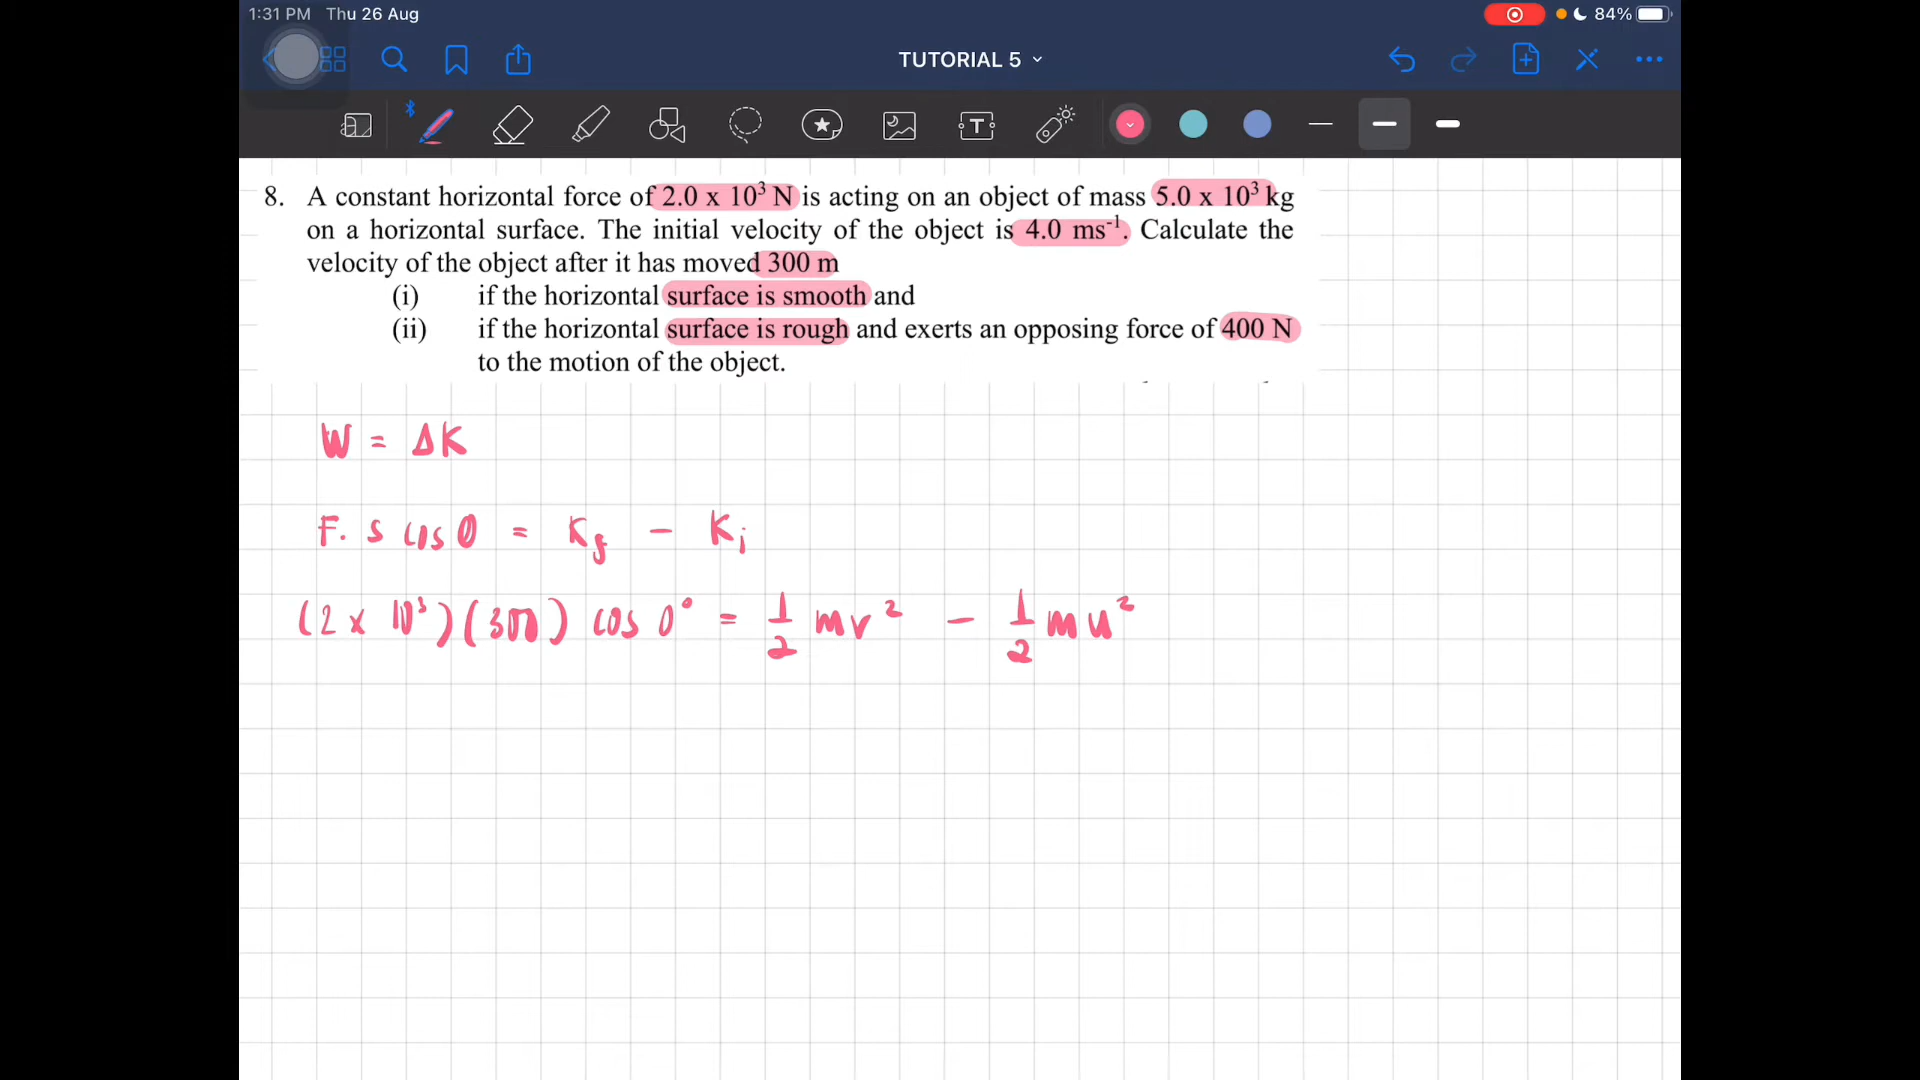 1:31 PM Thu 26 Aug 84%
TUTORIAL 5
8. A constant horizontal force of 2.0 x 10³ N is acting on an object of mass 5.0 x 10³ kg
on a horizontal surface. The initial velocity of the object is 4.0 ms⁻¹. Calculate the
velocity of the object after it has moved 300 m
(i) if the horizontal surface is smooth and
(ii) if the horizontal surface is rough and exerts an opposing force of 400 N
to the motion of the object.
W = ΔK
F. s cos θ = Kf - Ki
(2 x 10³)(300) cos 0° = 1/2 mv² - 1/2 mu²